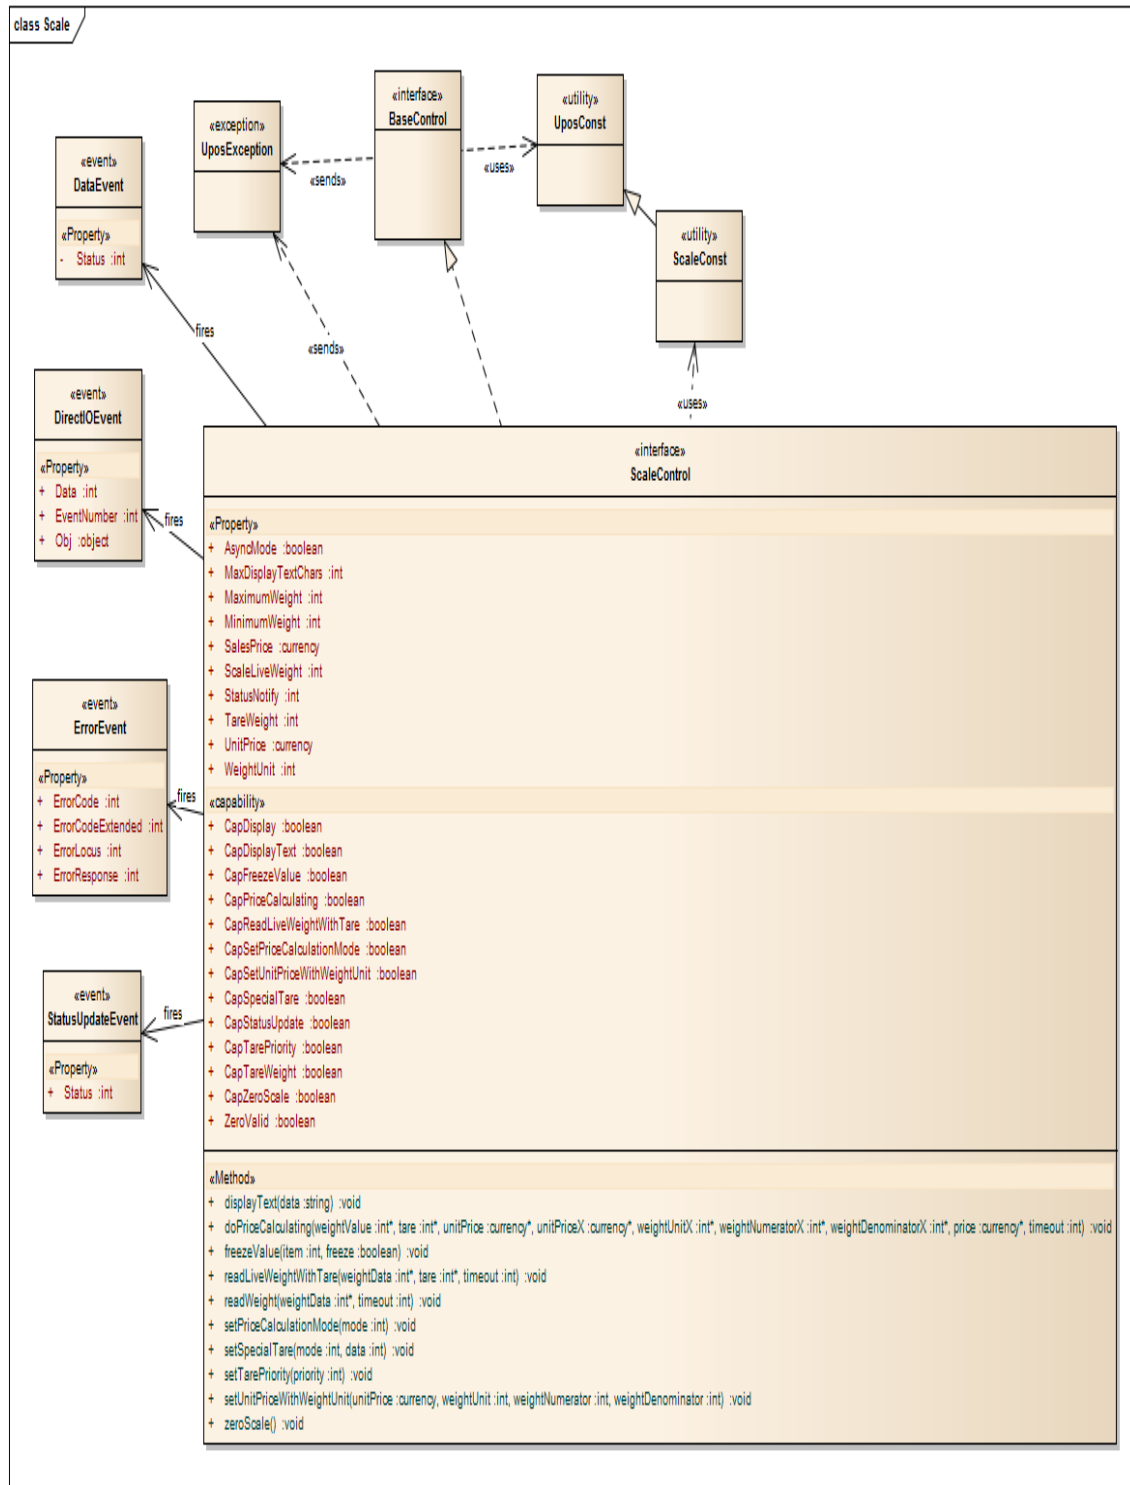 class Scale
«interface»
BaseControl
«utility»
UposConst
«exception»
UposException
«event»
DataEvent
«Property»
- Status :int
«sends»
«uses»
«utility»
ScaleConst
fires
«sends»
«uses»
«event»
DirectIOEvent
«Property»
+ Data :int
+ EventNumber :int
+ Obj :object
fires
«event»
ErrorEvent
«Property»
+ ErrorCode :int
+ ErrorCodeExtended :int
+ ErrorLocus :int
+ ErrorResponse :int
fires
«event»
StatusUpdateEvent
«Property»
+ Status :int
fires
«interface»
ScaleControl
«Property»
+ AsyncMode :boolean
+ MaxDisplayTextChars :int
+ MaximumWeight :int
+ MinimumWeight :int
+ SalesPrice :currency
+ ScaleLiveWeight :int
+ StatusNotify :int
+ TareWeight :int
+ UnitPrice :currency
+ WeightUnit :int
«capability»
+ CapDisplay :boolean
+ CapDisplayText :boolean
+ CapFreezeValue :boolean
+ CapPriceCalculating :boolean
+ CapReadLiveWeightWithTare :boolean
+ CapSetPriceCalculationMode :boolean
+ CapSetUnitPriceWithWeightUnit :boolean
+ CapSpecialTare :boolean
+ CapStatusUpdate :boolean
+ CapTarePriority :boolean
+ CapTareWeight :boolean
+ CapZeroScale :boolean
+ ZeroValid :boolean
«Method»
+ displayText(data :string) :void
+ doPriceCalculating(weightValue :int*, tare :int*, unitPrice :currency*, unitPriceX :currency*, weightUnitX :int*, weightNumeratorX :int*, weightDenominatorX :int*, price :currency*, timeout :int) :void
+ freezeValue(item :int, freeze :boolean) :void
+ readLiveWeightWithTare(weightData :int*, tare :int*, timeout :int) :void
+ readWeight(weightData :int*, timeout :int) :void
+ setPriceCalculationMode(mode :int) :void
+ setSpecialTare(mode :int, data :int) :void
+ setTarePriority(priority :int) :void
+ setUnitPriceWithWeightUnit(unitPrice :currency, weightUnit :int, weightNumerator :int, weightDenominator :int) :void
+ zeroScale() :void